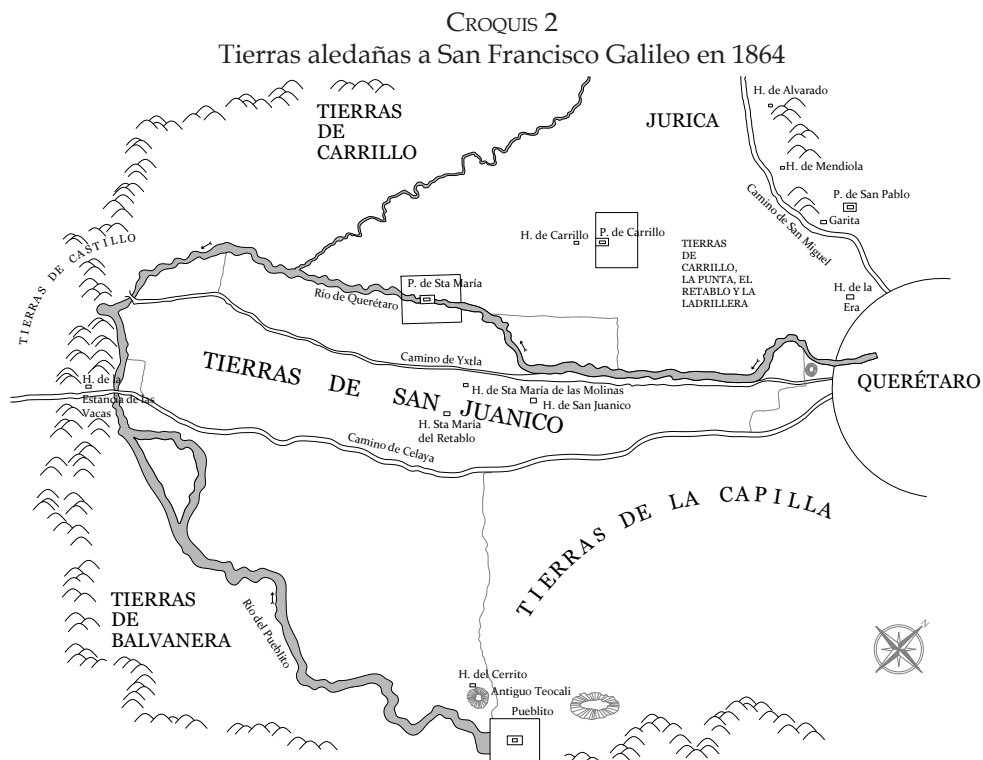 CROQUIS 2
Tierras aledañas a San Francisco Galileo en 1864
TIERRAS
DE
CARRILLO
JURICA
H. de Alvarado
H. de Mendiola
P. de San Pablo
Garita
Camino de San Miguel
H. de Carrillo
P. de Carrillo
TIERRAS
DE
CARRILLO,
LA PUNTA, EL
RETABLO Y LA
LADRILLERA
H. de la
Era
TIERRAS DE CASTILLO
P. de Sta María
Río de Querétaro
Camino de Yxtla
QUERÉTARO
TIERRAS DE SAN JUANICO
H. de Sta María de las Molinas
H. de San Juanico
H. Sta María
del Retablo
H. de la
Estancia de las
Vacas
Camino de Celaya
TIERRAS DE LA CAPILLA
TIERRAS
DE
BALVANERA
Río del Pueblito
H. del Cerrito
Antiguo Teocali
Pueblito
N